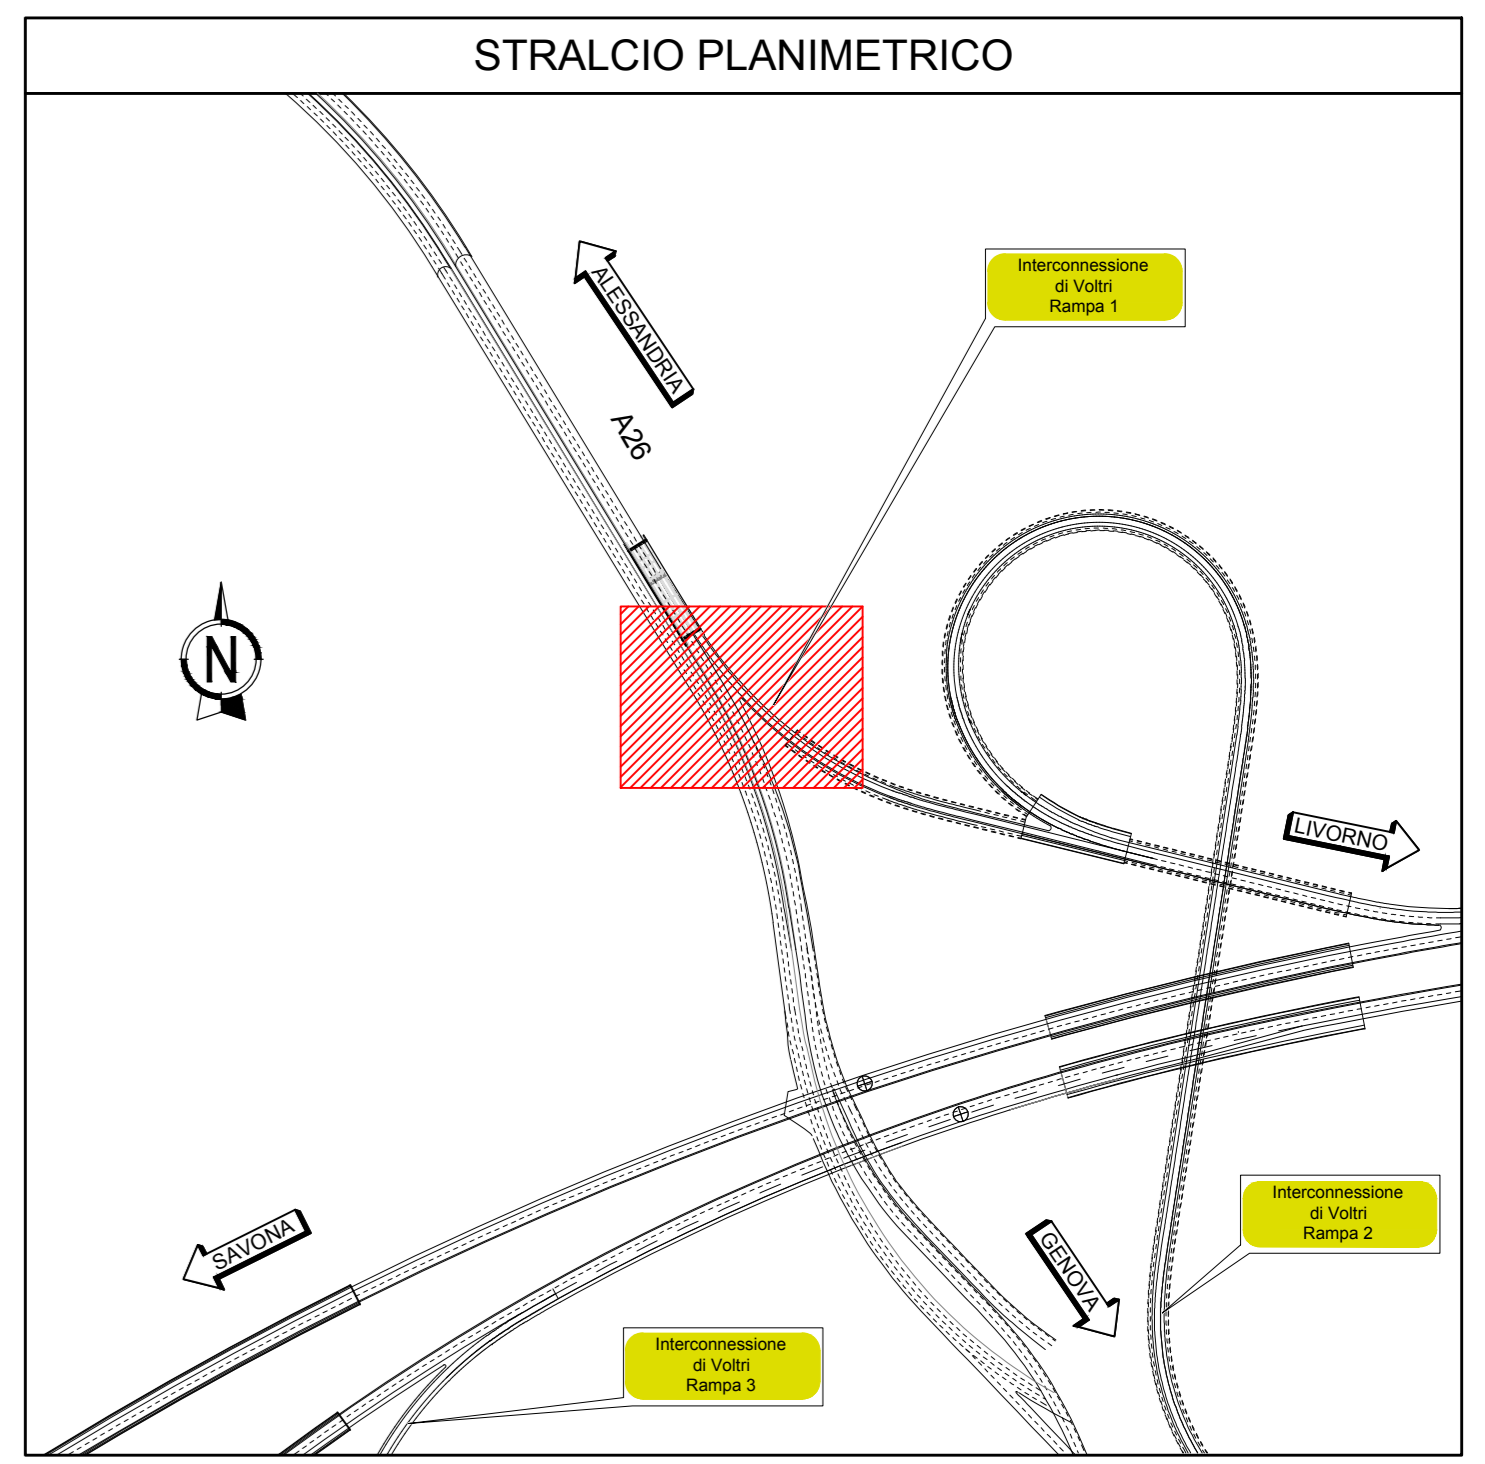 STRALCIO PLANIMETRICO
ALESSANDRIA
A26
Interconnessione
di Voltri
Rampa 1
N
LIVORNO
SAVONA
GENOVA
Interconnessione
di Voltri
Rampa 2
Interconnessione
di Voltri
Rampa 3